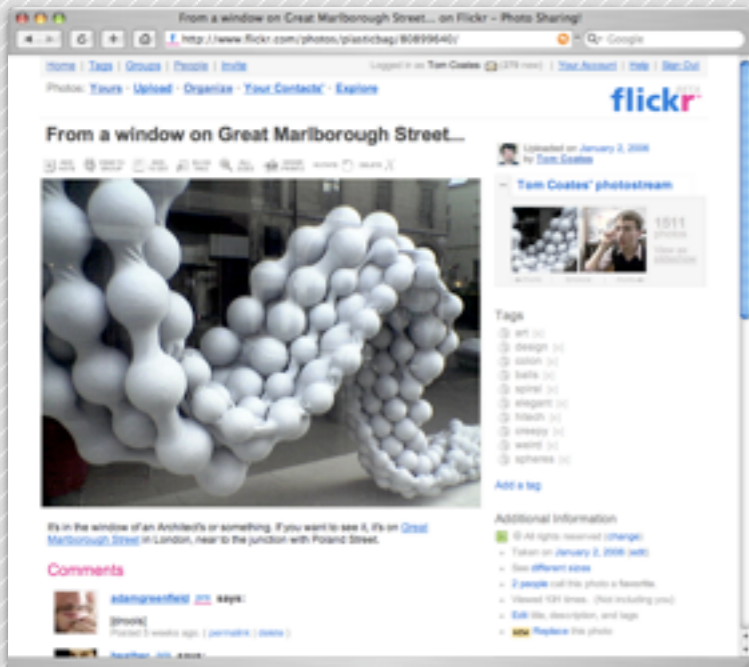 From a window on Great Marlborough Street... on Flickr - Photo Sharing!
http://www.flickr.com/photos/plasticbag/80899640/
Google
Home | Tags | Groups | People | Invite
Logged in as Tom Coates | Your Account | Help | Sign Out
Photos: Yours · Upload · Organize · Your Contacts' · Explore
flickr
From a window on Great Marlborough Street...
Uploaded on January 2, 2006
by Tom Coates
Tom Coates' photostream
1511
photos
View as
slideshow
Tags
art [x]
design [x]
colon [x]
balls [x]
spiral [x]
elegant [x]
hitech [x]
creepy [x]
weird [x]
spheres [x]
Add a tag
It's in the window of an Architect's or something. If you want to see it, it's on Great
Marlborough Street in London, near to the junction with Poland Street.
Additional Information
© All rights reserved (change)
Taken on January 2, 2006 (edit)
See different sizes
2 people call this photo a favorite.
Viewed 191 times. (Not including you)
Edit title, description, and tags
Replace this photo
Comments
adamgreenfield pro says:
[drools]
Posted 5 weeks ago. ( permalink | delete )